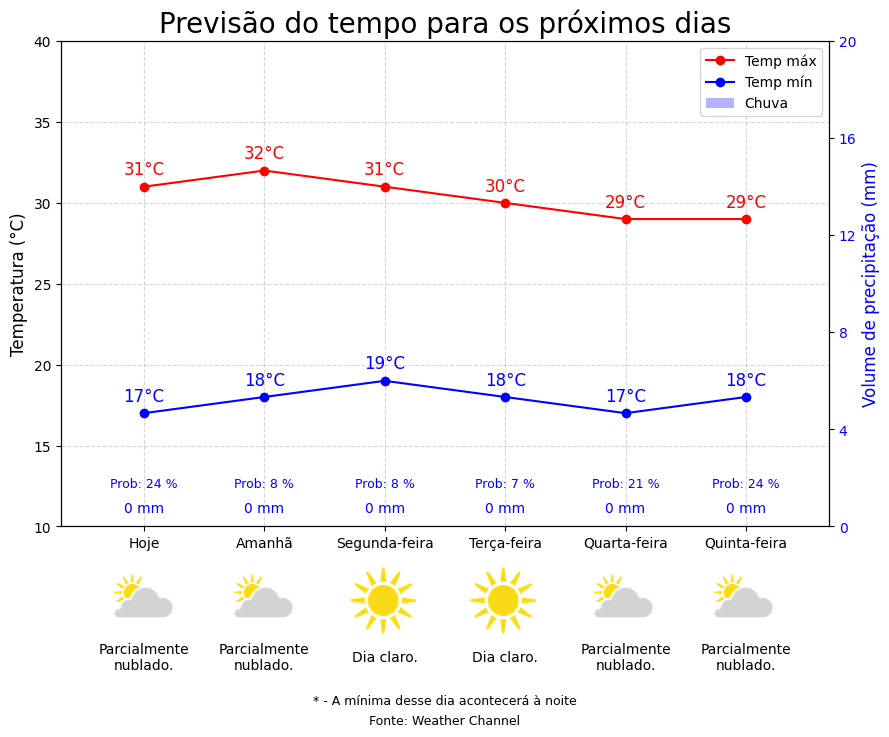 Previsão do tempo para os próximos dias
Temp máx
Temp mín
Chuva
Temperatura (°C)
Volume de precipitação (mm)
40
35
30
25
20
15
10
20
16
12
8
4
0
31°C 32°C 31°C 30°C 29°C 29°C
17°C 18°C 19°C 18°C 17°C 18°C
Prob: 24 % Prob: 8 % Prob: 8 % Prob: 7 % Prob: 21 % Prob: 24 %
0 mm 0 mm 0 mm 0 mm 0 mm 0 mm
Hoje Amanhã Segunda-feira Terça-feira Quarta-feira Quinta-feira
Parcialmente
nublado.
Parcialmente
nublado.
Dia claro.
Dia claro.
Parcialmente
nublado.
Parcialmente
nublado.
* - A mínima desse dia acontecerá à noite
Fonte: Weather Channel